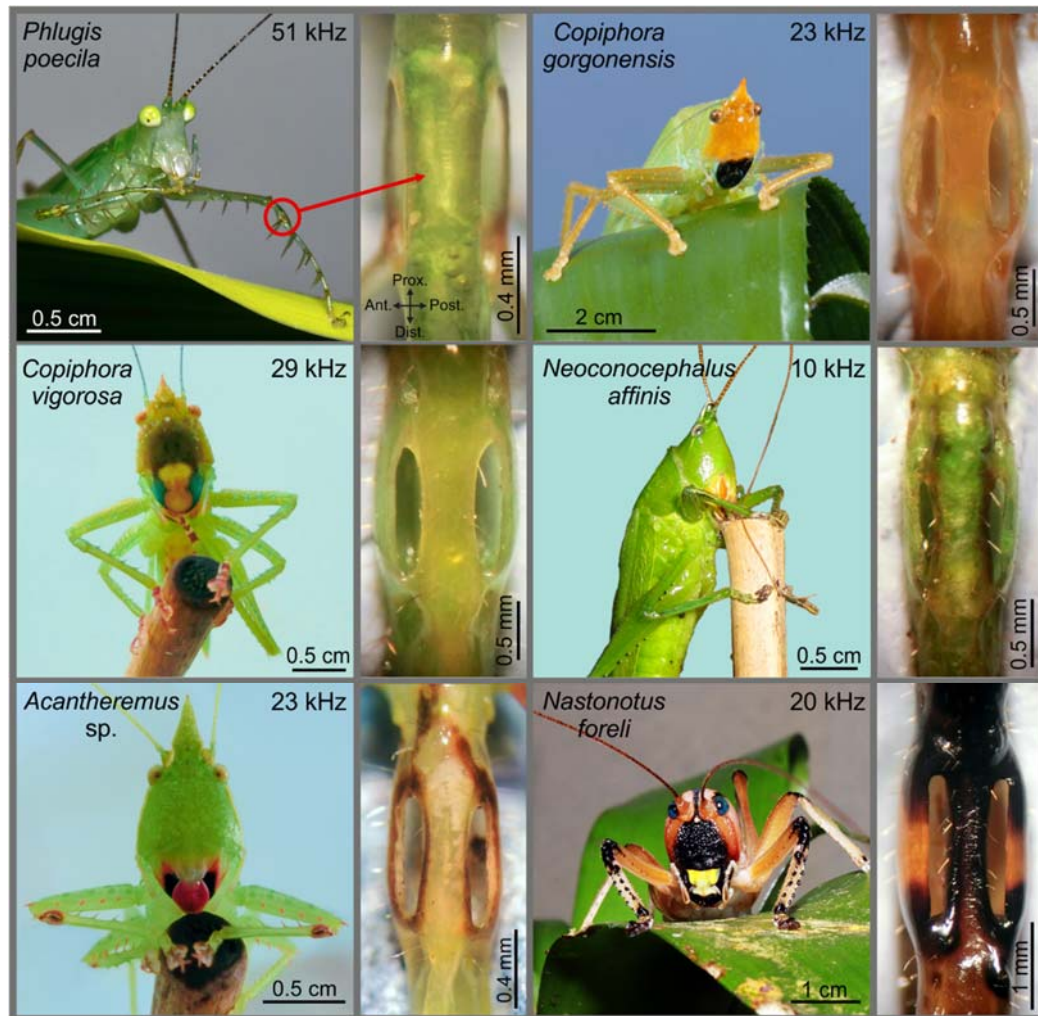 Phlugis
poecila
51 kHz
0.5 cm
Prox.
Ant.
Post.
Dist.
0.4 mm
Copiphora
gorgonensis
23 kHz
2 cm
0.5 mm
Copiphora
vigorosa
29 kHz
0.5 cm
0.5 mm
Neoconocephalus
affinis
10 kHz
0.5 cm
0.5 mm
Acantheremus
sp.
23 kHz
0.5 cm
0.4 mm
Nastonotus
foreli
20 kHz
1 cm
1 mm